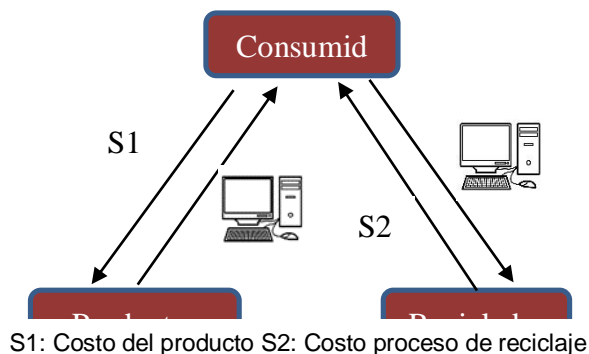 Consumid
S1
S2
S1: Costo del producto S2: Costo proceso de reciclaje